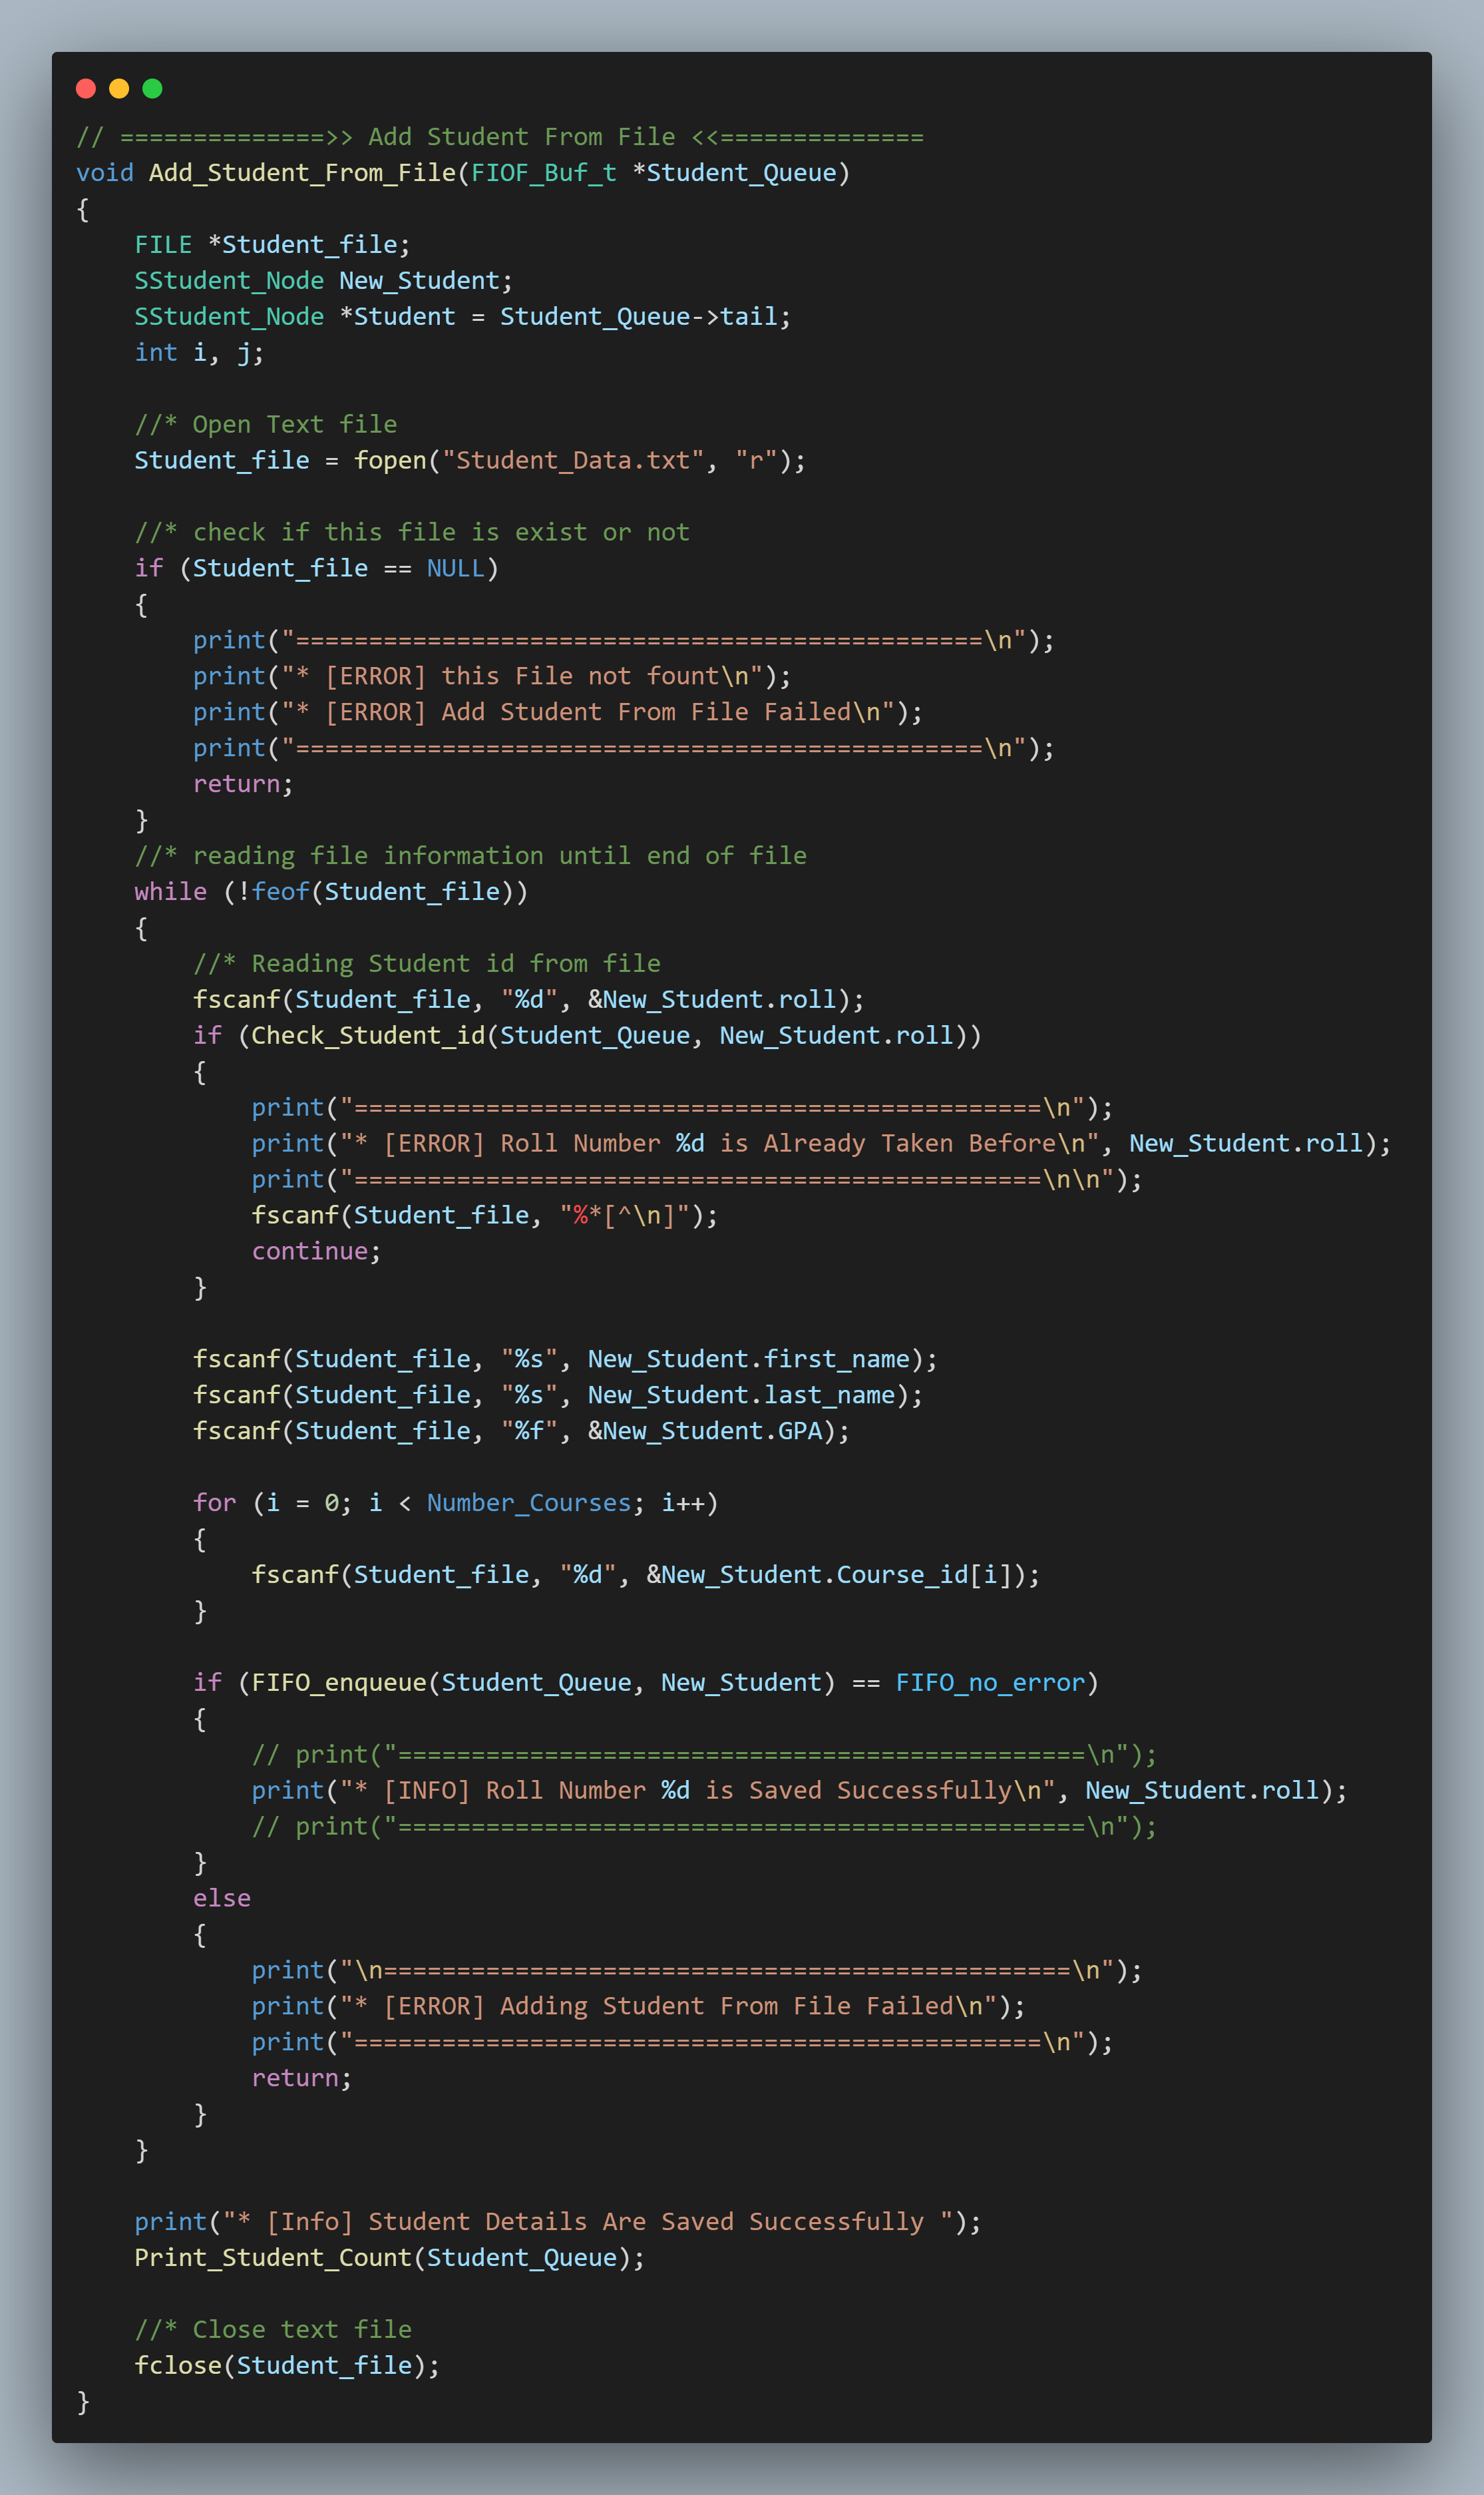 // ==============>> Add Student From File <<==============
void Add_Student_From_File(FIOF_Buf_t *Student_Queue)
{
    FILE *Student_file;
    SStudent_Node New_Student;
    SStudent_Node *Student = Student_Queue->tail;
    int i, j;

    //* Open Text file
    Student_file = fopen("Student_Data.txt", "r");

    //* check if this file is exist or not
    if (Student_file == NULL)
    {
        print("===============================================\n");
        print("* [ERROR] this File not fount\n");
        print("* [ERROR] Add Student From File Failed\n");
        print("===============================================\n");
        return;
    }
    //* reading file information until end of file
    while (!feof(Student_file))
    {
        //* Reading Student id from file
        fscanf(Student_file, "%d", &New_Student.roll);
        if (Check_Student_id(Student_Queue, New_Student.roll))
        {
            print("===============================================\n");
            print("* [ERROR] Roll Number %d is Already Taken Before\n", New_Student.roll);
            print("===============================================\n\n");
            fscanf(Student_file, "%*[^\n]");
            continue;
        }

        fscanf(Student_file, "%s", New_Student.first_name);
        fscanf(Student_file, "%s", New_Student.last_name);
        fscanf(Student_file, "%f", &New_Student.GPA);

        for (i = 0; i < Number_Courses; i++)
        {
            fscanf(Student_file, "%d", &New_Student.Course_id[i]);
        }

        if (FIFO_enqueue(Student_Queue, New_Student) == FIFO_no_error)
        {
            // print("===============================================\n");
            print("* [INFO] Roll Number %d is Saved Successfully\n", New_Student.roll);
            // print("===============================================\n");
        }
        else
        {
            print("\n===============================================\n");
            print("* [ERROR] Adding Student From File Failed\n");
            print("===============================================\n");
            return;
        }
    }

    print("* [Info] Student Details Are Saved Successfully ");
    Print_Student_Count(Student_Queue);

    //* Close text file
    fclose(Student_file);
}